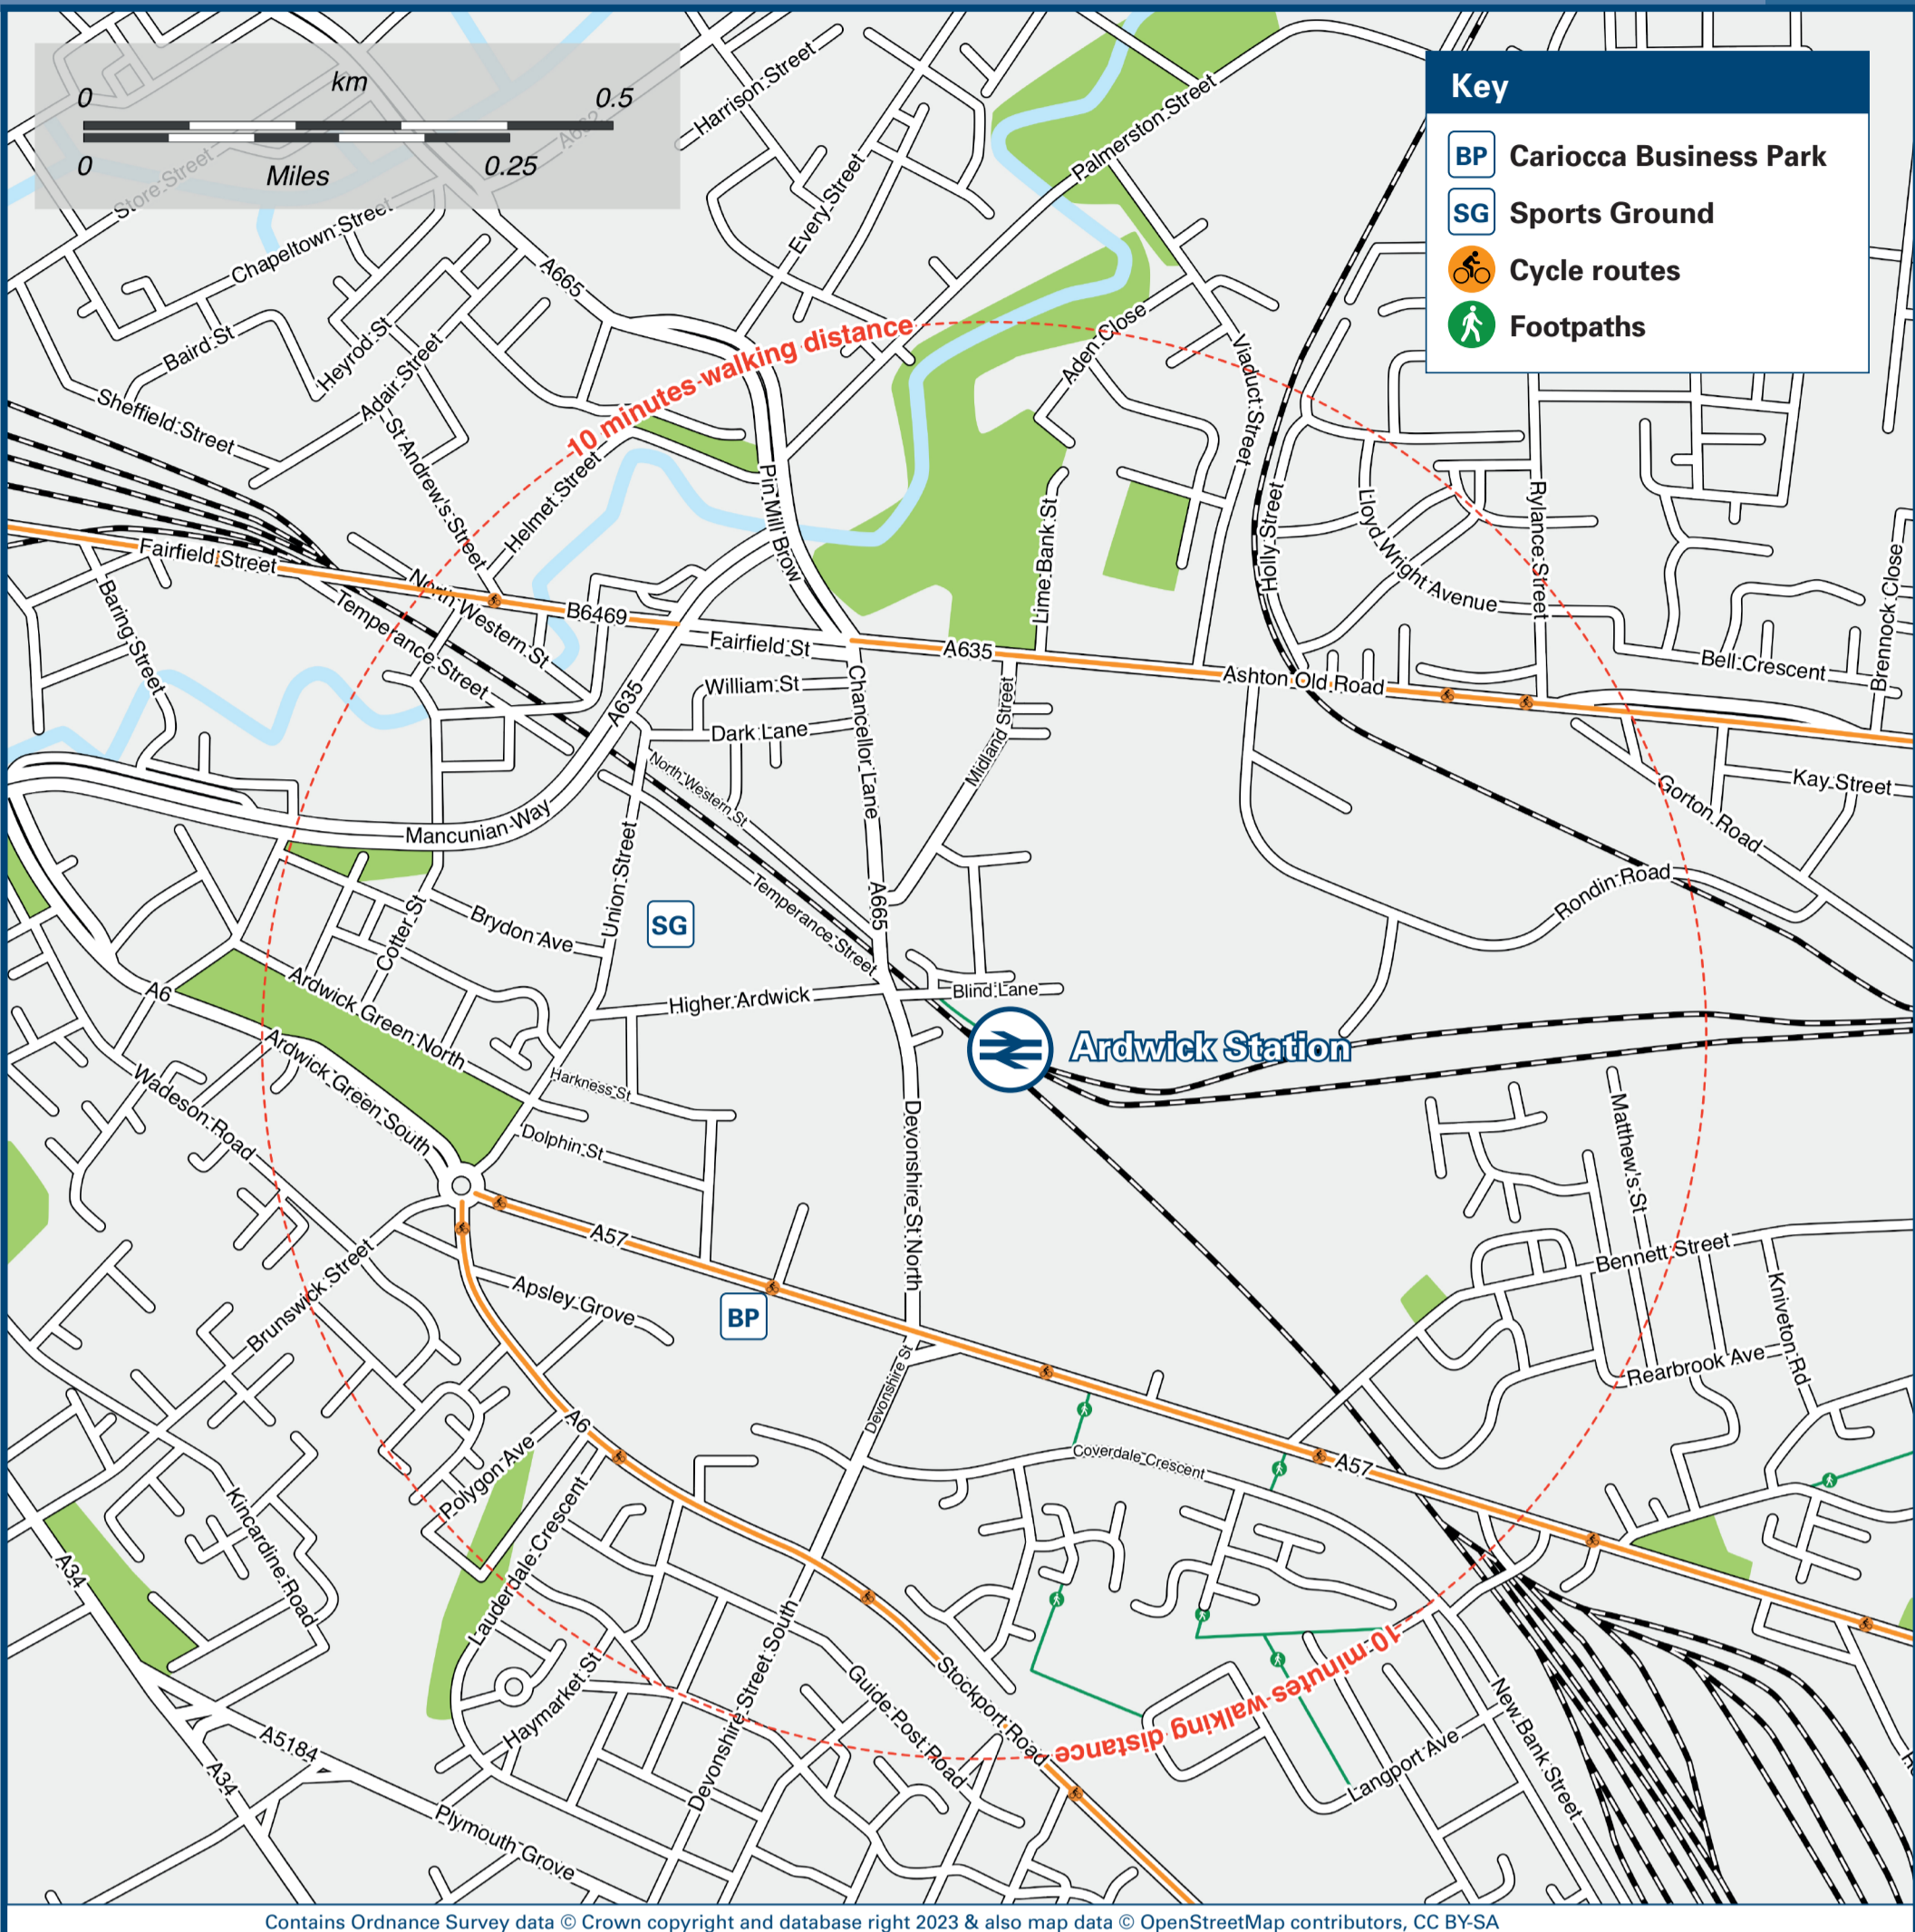 km
0 0.5
0 0.25
Miles
Key
BP Cariocca Business Park
SG Sports Ground
Cycle routes
Footpaths
Harrison Street
A662
Palmerston Street
Store Street
Every Street
Chapeltown Street
A665
Baird St
Heyrod St
Adair Street
10 minutes walking distance
Aden Close
Viaduct Street
Sheffield Street
St Andrew's Street
Helmet Street
Pin Mill Brow
Lime Bank St
Holly Street
Lloyd Wright Avenue
Rylance Street
Brennock Close
Fairfield Street
North Western St
B6469
Fairfield St
A635
Temperance Street
Baring Street
William St
Ashton Old Road
Bell Crescent
A635
Dark Lane
Chancellor Lane
Midland Street
North Western St
Kay Street
Gorton Road
Mancunian Way
Union Street
Temperance Street
A665
Rondin Road
Brydon Ave
Cotter St
SG
A6
Ardwick Green North
Higher Ardwick
Blind Lane
Ardwick Station
Ardwick Green South
Harkness St
Wadeson Road
Dolphin St
Devonshire St North
Matthew's St
A57
Bennett Street
Brunswick Street
Apsley Grove
BP
Kniveton Rd
Rearbrook Ave
Devonshire St
A6
Coverdale Crescent
A57
Polygon Ave
Kincardine Road
Lauderdale Crescent
A34
10 minutes walking distance
Haymarket St
Devonshire Street South
Guide Post Road
Stockport Road
New Bank Street
Langport Ave
A5184
A34
Plymouth Grove
Contains Ordnance Survey data © Crown copyright and database right 2023 & also map data © OpenStreetMap contributors, CC BY-SA